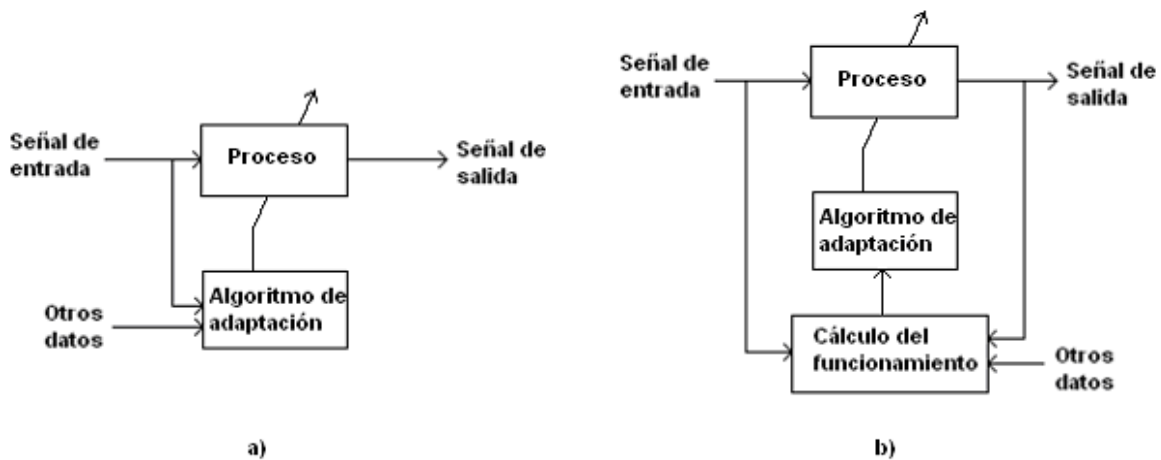 Señal de
entrada
Proceso
Señal de
salida
Algoritmo de
adaptación
Otros
datos
a)
Señal de
entrada
Proceso
Señal de
salida
Algoritmo de
adaptación
Cálculo del
funcionamiento
Otros
datos
b)